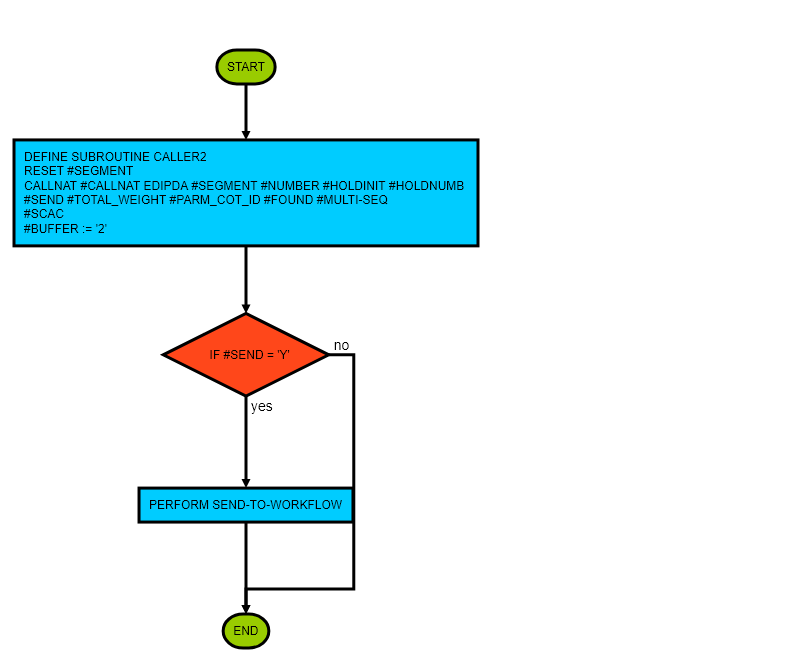 START
DEFINE SUBROUTINE CALLER2
RESET #SEGMENT
CALLNAT #CALLNAT EDIPDA #SEGMENT #NUMBER #HOLDINIT #HOLDNUMB
#SEND #TOTAL_WEIGHT #PARM_COT_ID #FOUND #MULTI-SEQ
#SCAC
#BUFFER := '2'
IF #SEND = 'Y'
no
yes
PERFORM SEND-TO-WORKFLOW
END